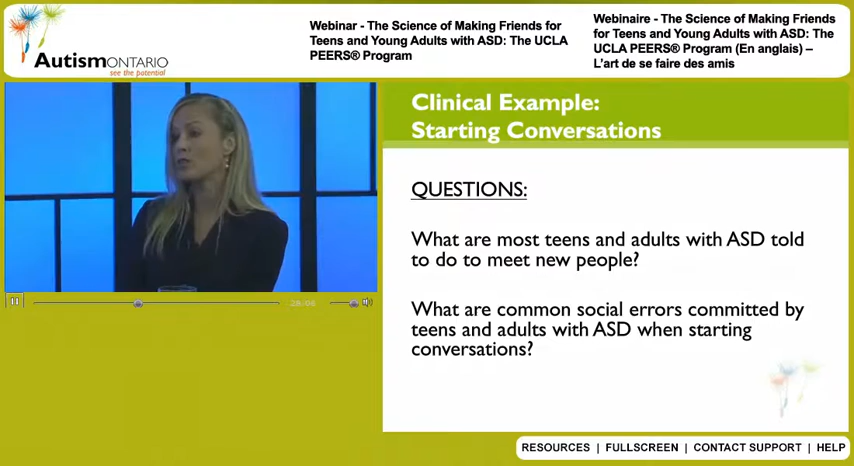 Webinar - The Science of Making Friends for
Teens and Young Adults with ASD: The UCLA
PEERS® Program
Webinaire - The Science of Making Friends
for Teens and Young Adults with ASD: The
UCLA PEERS® Program (En anglais) –
L'art de se faire des amis
AutismONTARIO
see the potential
Clinical Example:
Starting Conversations
QUESTIONS:
What are most teens and adults with ASD told
to do to meet new people?
What are common social errors committed by
teens and adults with ASD when starting
conversations?
RESOURCES | FULLSCREEN | CONTACT SUPPORT | HELP